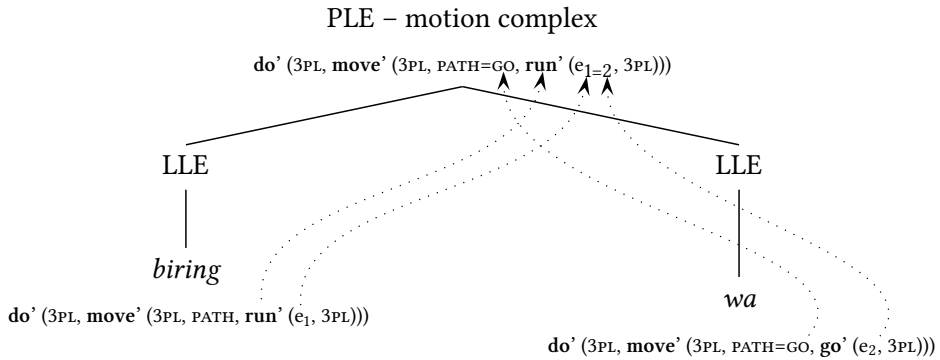 PLE – motion complex
do’ (3PL, move’ (3PL, PATH=GO, run’ (e1=2, 3PL)))
LLE LLE
biring
wa
do’ (3PL, move’ (3PL, PATH, run’ (e1, 3PL)))
do’ (3PL, move’ (3PL, PATH=GO, go’ (e2, 3PL)))